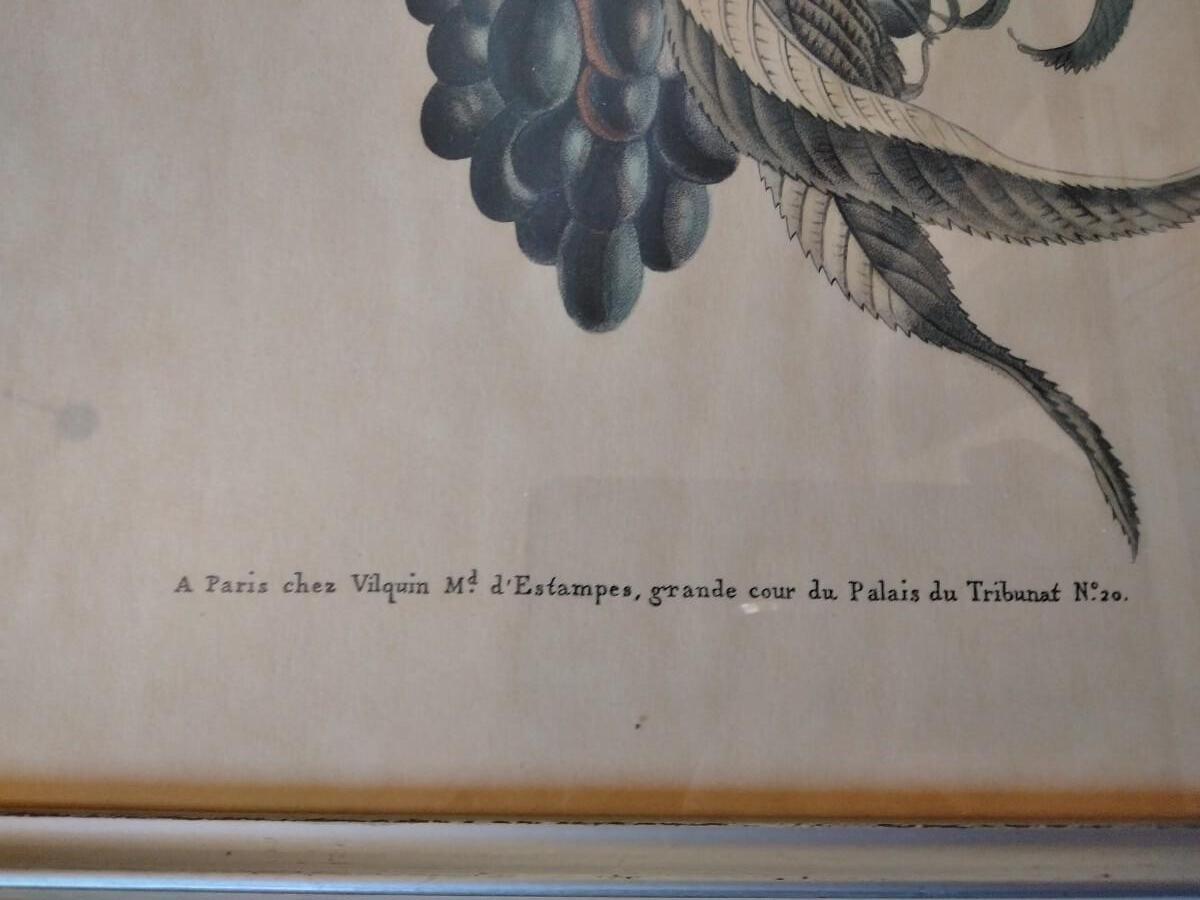 A Paris chez Vilquin Md. d'Estampes, grande cour du Palais du Tribunat No. 20.